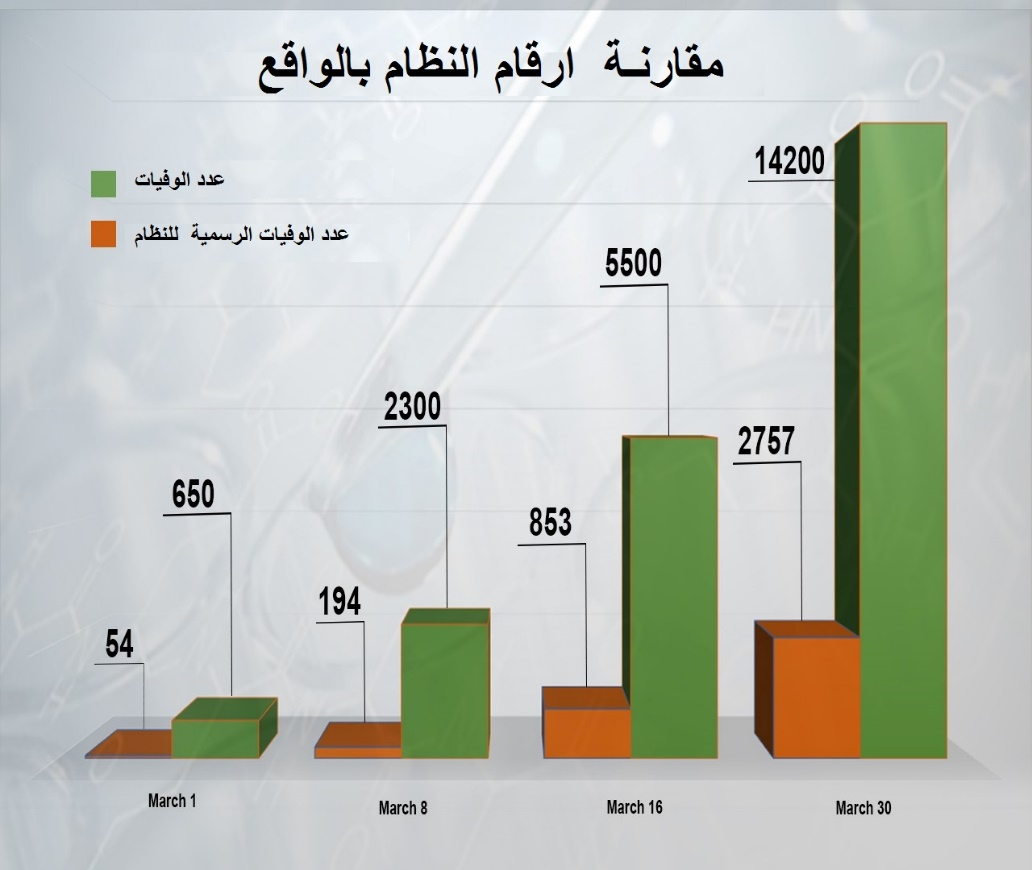 مقارنـة ارقام النظام بالواقع
عدد الوفيات
عدد الوفيات الرسمية للنظام
14200
5500
2300
2757
650
853
194
54
March 1
March 8
March 16
March 30